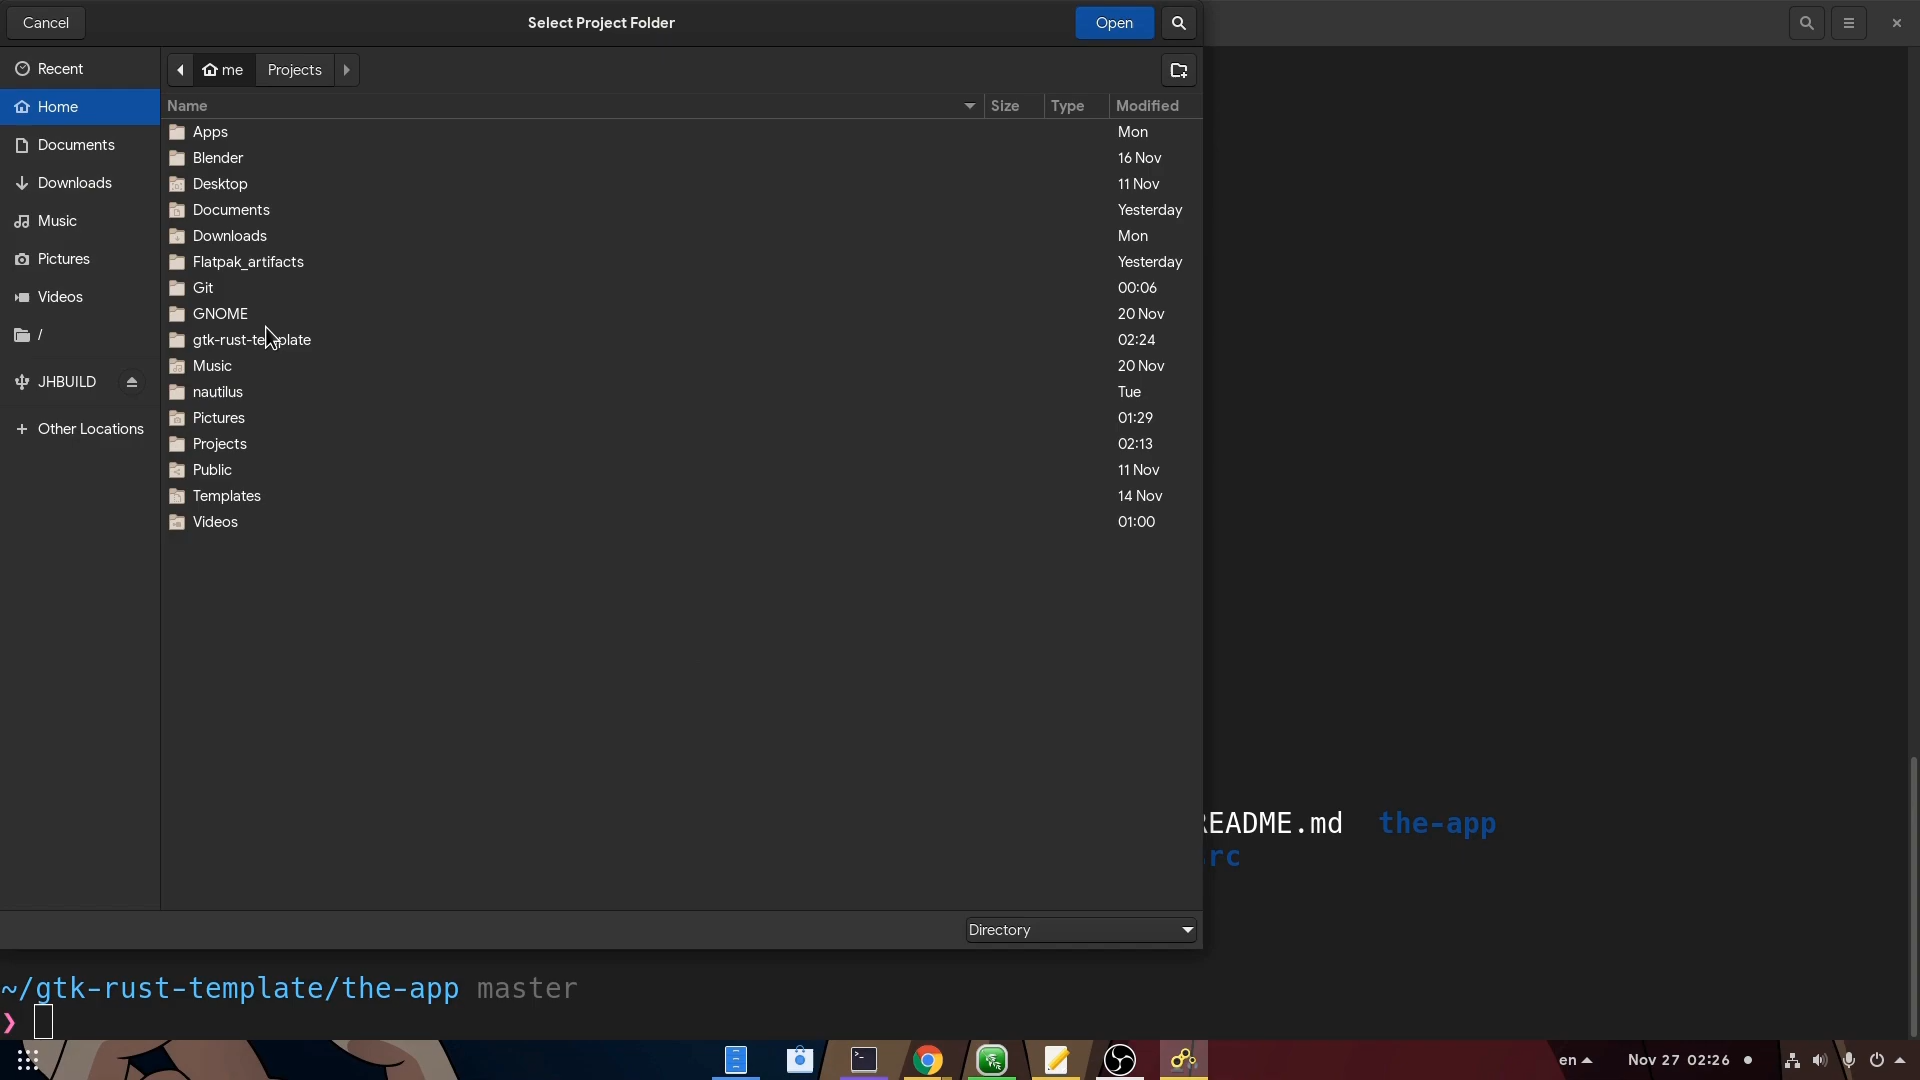 Cancel
Select Project Folder
Open
Recent
me
Projects
Home
Name
Size
Type
Modified
Apps
Mon
Documents
Blender
16 Nov
Desktop
11 Nov
Downloads
Documents
Yesterday
Music
Downloads
Mon
Pictures
Flatpak_artifacts
Yesterday
Videos
Git
00:06
GNOME
20 Nov
/
gtk-rust-template
02:24
Music
20 Nov
JHBUILD
nautilus
Tue
Pictures
01:29
Other Locations
Projects
02:13
Public
11 Nov
Templates
14 Nov
Videos
01:00
README.md the-app
src
Directory
~/gtk-rust-template/the-app master
❯
en
Nov 27 02:26